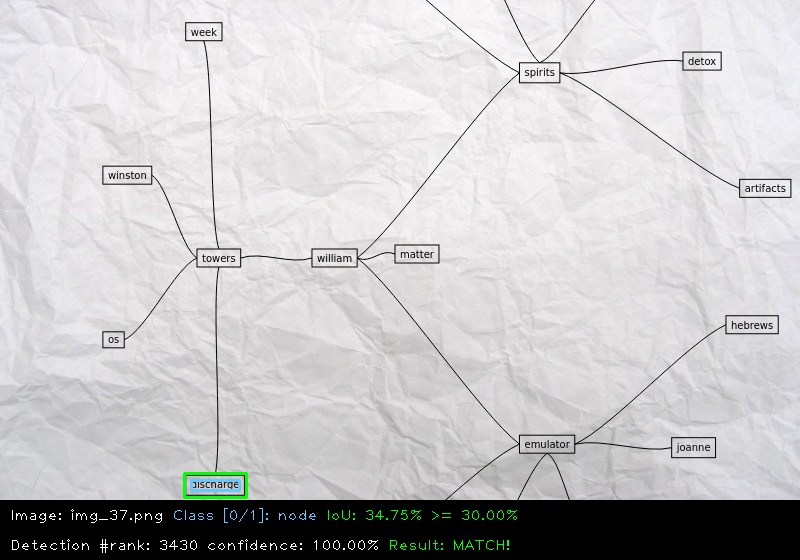 week
spirits
detox
winston
artifacts
towers
william
matter
hebrews
os
emulator
joanne
discharge
Image: img_37.png Class [0/1]: node IoU: 34.75% >= 30.00%
Detection #rank: 3430 confidence: 100.00% Result: MATCH!